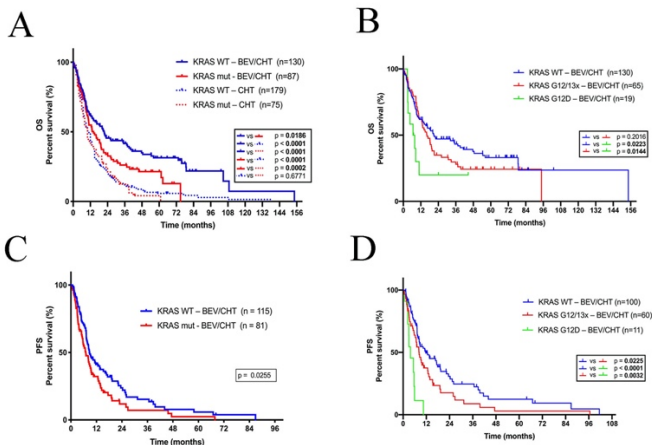 A
KRAS WT – BEV/CHT (n=130)
KRAS mut - BEV/CHT (n=87)
KRAS WT – CHT (n=179)
KRAS mut – CHT (n=75)
OS
Percent survival (%)
100
50
0
vs p = 0.0186
vs p < 0.0001
vs p < 0.0001
vs p < 0.0001
vs p = 0.0002
vs p = 0.6771
0 12 24 36 48 60 72 84 96 108 120 132 144 156
Time (months)
B
KRAS WT – BEV/CHT (n=130)
KRAS G12/13x – BEV/CHT (n=65)
KRAS G12D – BEV/CHT (n=19)
OS
Percent survival (%)
100
50
0
vs p = 0.2016
vs p = 0.0223
vs p = 0.0144
0 12 24 36 48 60 72 84 96 108 120 132 144 156
Time (months)
C
KRAS WT – BEV/CHT (n = 115)
KRAS mut - BEV/CHT (n = 81)
PFS
Percent survival (%)
100
50
0
p = 0.0255
0 12 24 36 48 60 72 84 96
Time (months)
D
KRAS WT – BEV/CHT (n=100)
KRAS G12/13x – BEV/CHT (n=60)
KRAS G12D – BEV/CHT (n=11)
PFS
Percent survival (%)
100
50
0
vs p = 0.0225
vs p < 0.0001
vs p = 0.0032
0 12 24 36 48 60 72 84 96 108
Time (months)